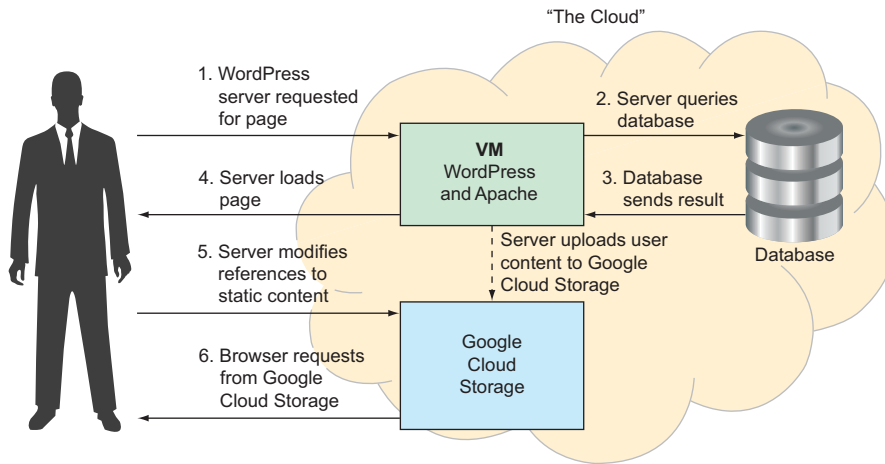 “The Cloud”
1. WordPress
server requested
for page
2. Server queries
database
VM
WordPress
and Apache
4. Server loads
page
3. Database
sends result
Database
Server uploads user
content to Google
Cloud Storage
5. Server modifies
references to
static content
Google
Cloud
Storage
6. Browser requests
from Google
Cloud Storage